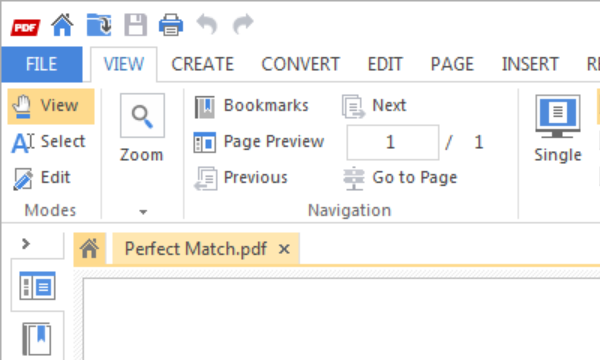 PDF
FILE VIEW CREATE CONVERT EDIT PAGE INSERT
View
Select
Edit
Modes
Zoom
Bookmarks
Page Preview
Previous
Next
1 / 1
Go to Page
Navigation
Single
Perfect Match.pdf ×